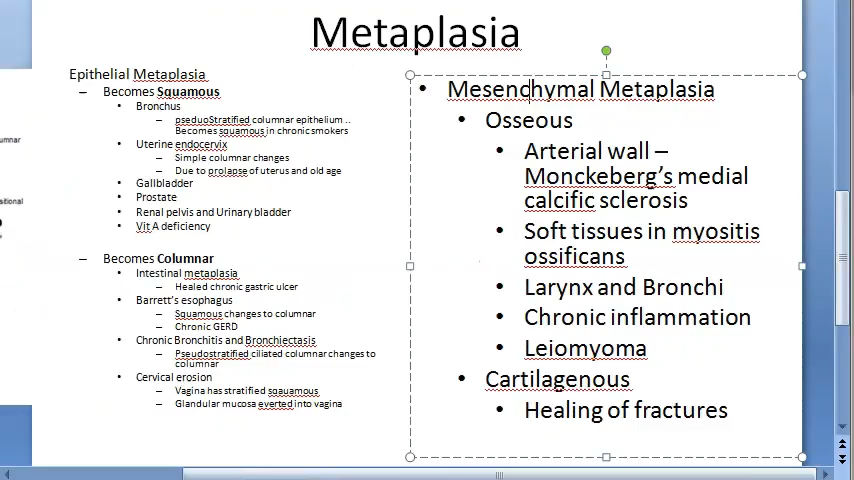 Metaplasia
Epithelial Metaplasia
– Becomes Squamous
• Bronchus
– pseduoStratified columnar epithelium ..
Becomes squamous in chronic smokers
• Uterine endocervix
– Simple columnar changes
– Due to prolapse of uterus and old age
• Gallbladder
• Prostate
• Renal pelvis and Urinary bladder
• Vit A deficiency
– Becomes Columnar
• Intestinal metaplasia
– Healed chronic gastric ulcer
• Barrett's esophagus
– Squamous changes to columnar
– Chronic GERD
• Chronic Bronchitis and Bronchiectasis
– Pseudostratified ciliated columnar changes to
columnar
• Cervical erosion
– Vagina has stratified sqauamous
– Glandular mucosa everted into vagina
• Mesenchymal Metaplasia
• Osseous
• Arterial wall –
Monckeberg's medial
calcific sclerosis
• Soft tissues in myositis
ossificans
• Larynx and Bronchi
• Chronic inflammation
• Leiomyoma
• Cartilagenous
• Healing of fractures